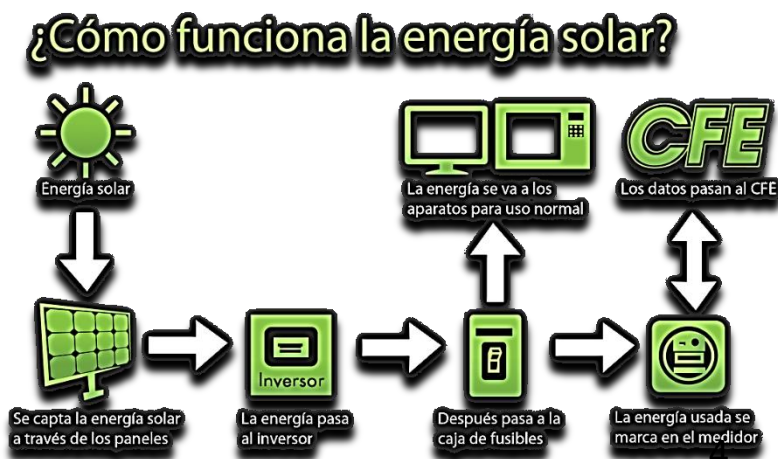 ¿Cómo funciona la energía solar?
Energía solar
La energía se va a los
aparatos para uso normal
CFE
Los datos pasan al CFE
Se capta la energía solar
a través de los paneles
Inversor
La energía pasa
al inversor
Después pasa a la
caja de fusibles
La energía usada se
marca en el medidor